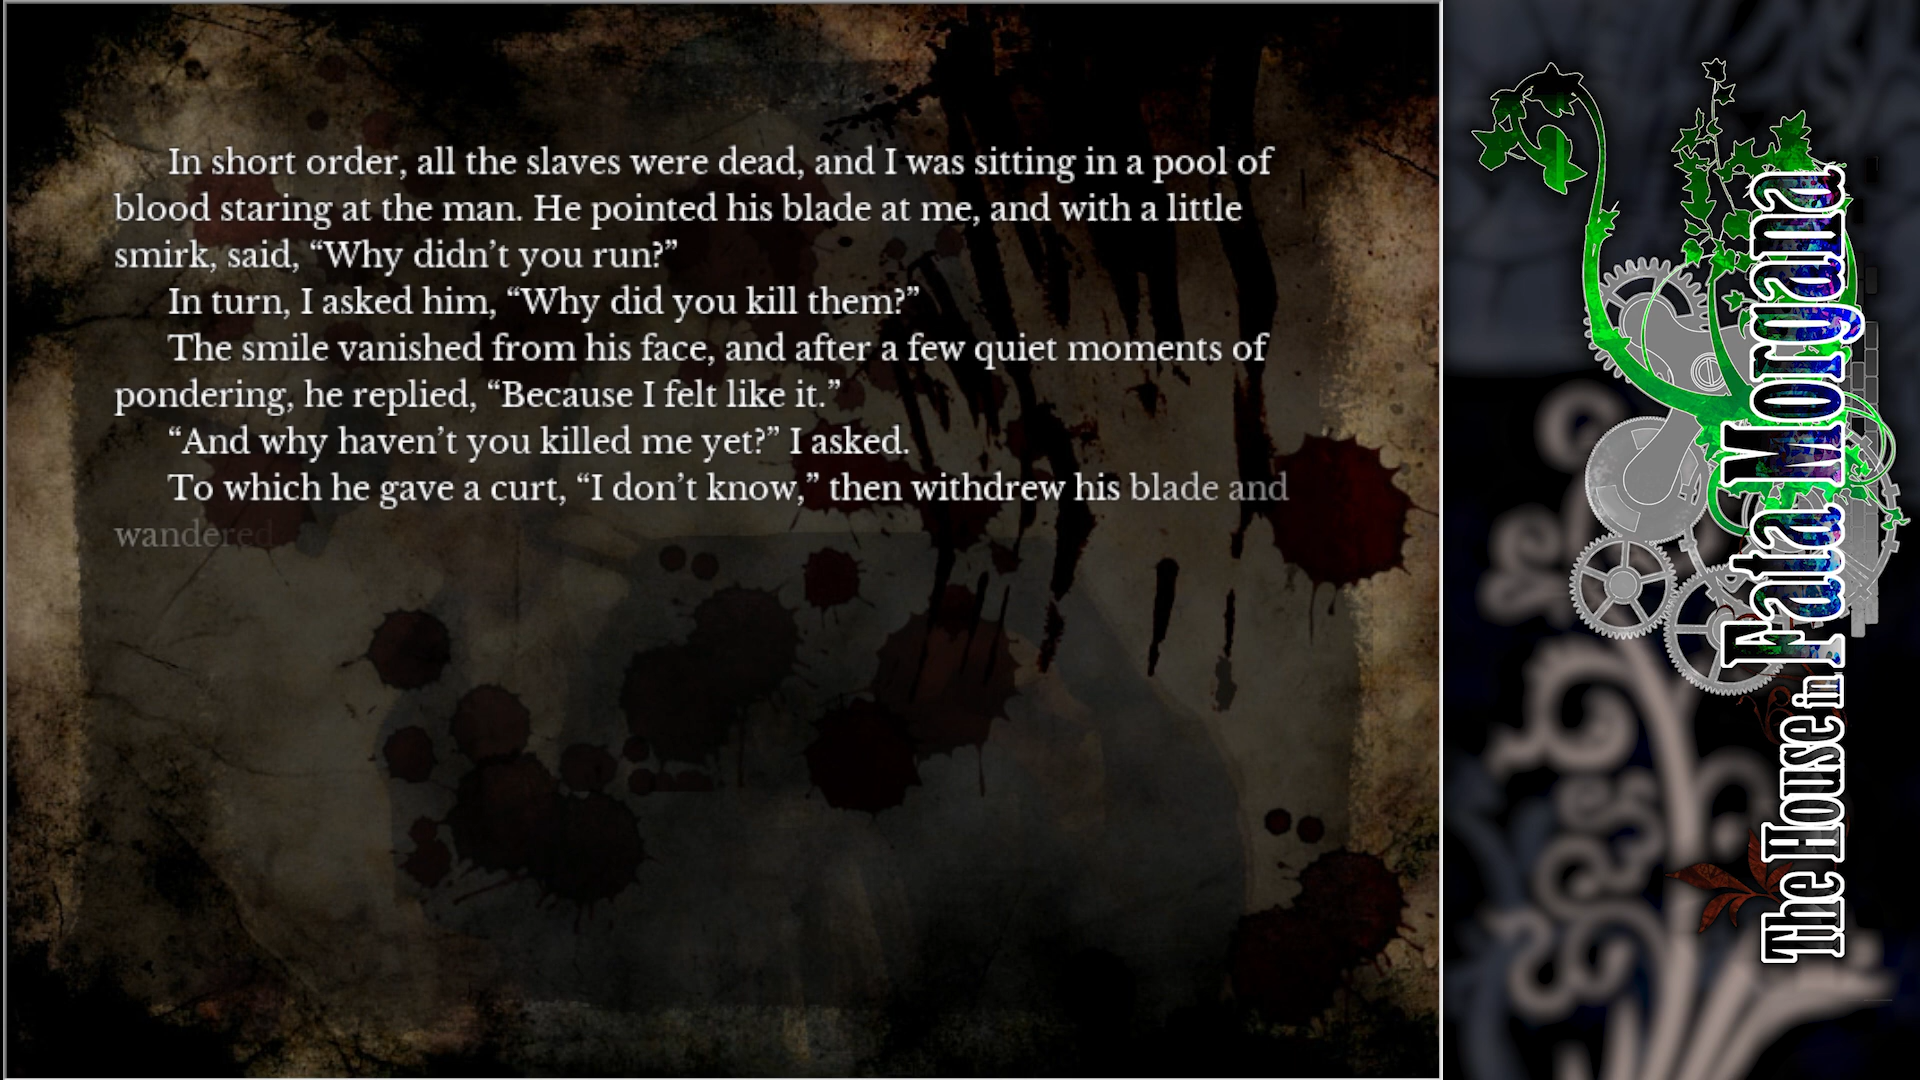 In short order, all the slaves were dead, and I was sitting in a pool of
blood staring at the man. He pointed his blade at me, and with a little
smirk, said, “Why didn’t you run?”
In turn, I asked him, “Why did you kill them?”
The smile vanished from his face, and after a few quiet moments of
pondering, he replied, “Because I felt like it.”
“And why haven’t you killed me yet?” I asked.
To which he gave a curt, “I don’t know,” then withdrew his blade and
wandered
The House in Fata Morgana